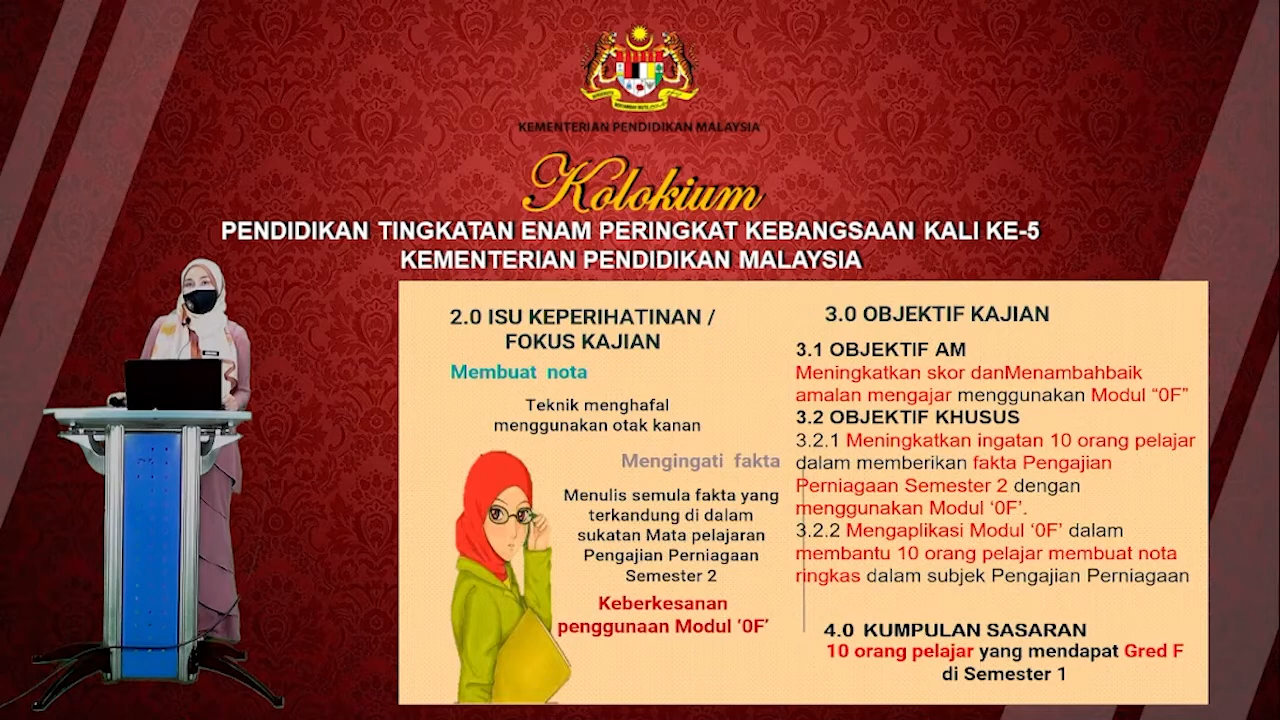 KEMENTERIAN PENDIDIKAN MALAYSIA
Kolokium
PENDIDIKAN TINGKATAN ENAM PERINGKAT KEBANGSAAN KALI KE-5
KEMENTERIAN PENDIDIKAN MALAYSIA
2.0 ISU KEPERIHATINAN /
FOKUS KAJIAN
Membuat nota
Teknik menghafal
menggunakan otak kanan
Mengingati fakta
Menulis semula fakta yang
terkandung di dalam
sukatan Mata pelajaran
Pengajian Perniagaan
Semester 2
Keberkesanan
penggunaan Modul ‘0F’
3.0 OBJEKTIF KAJIAN
3.1 OBJEKTIF AM
Meningkatkan skor danMenambahbaik
amalan mengajar menggunakan Modul “0F”
3.2 OBJEKTIF KHUSUS
3.2.1 Meningkatkan ingatan 10 orang pelajar
dalam memberikan fakta Pengajian
Perniagaan Semester 2 dengan
menggunakan Modul ‘0F’.
3.2.2 Mengaplikasi Modul ‘0F’ dalam
membantu 10 orang pelajar membuat nota
ringkas dalam subjek Pengajian Perniagaan
4.0 KUMPULAN SASARAN
10 orang pelajar yang mendapat Gred F
di Semester 1